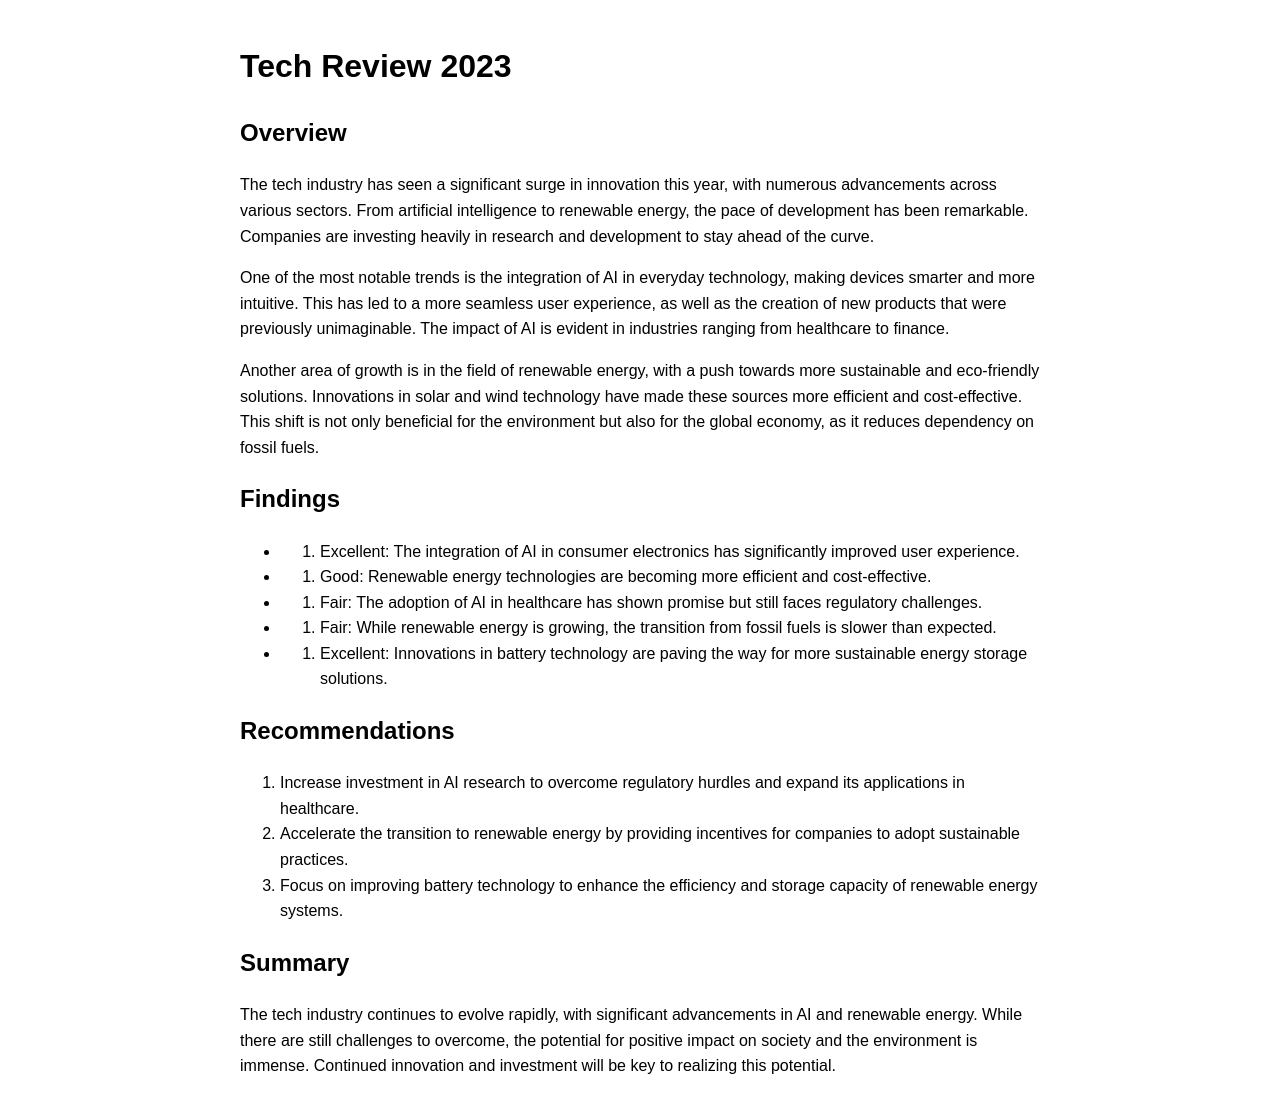 Tech Review 2023
Overview
The tech industry has seen a significant surge in innovation this year, with numerous advancements across
various sectors. From artificial intelligence to renewable energy, the pace of development has been remarkable.
Companies are investing heavily in research and development to stay ahead of the curve.
One of the most notable trends is the integration of AI in everyday technology, making devices smarter and more
intuitive. This has led to a more seamless user experience, as well as the creation of new products that were
previously unimaginable. The impact of AI is evident in industries ranging from healthcare to finance.
Another area of growth is in the field of renewable energy, with a push towards more sustainable and eco-friendly
solutions. Innovations in solar and wind technology have made these sources more efficient and cost-effective.
This shift is not only beneficial for the environment but also for the global economy, as it reduces dependency on
fossil fuels.
Findings
• 1. Excellent: The integration of AI in consumer electronics has significantly improved user experience.
• 1. Good: Renewable energy technologies are becoming more efficient and cost-effective.
• 1. Fair: The adoption of AI in healthcare has shown promise but still faces regulatory challenges.
• 1. Fair: While renewable energy is growing, the transition from fossil fuels is slower than expected.
• 1. Excellent: Innovations in battery technology are paving the way for more sustainable energy storage
solutions.
Recommendations
1. Increase investment in AI research to overcome regulatory hurdles and expand its applications in
healthcare.
2. Accelerate the transition to renewable energy by providing incentives for companies to adopt sustainable
practices.
3. Focus on improving battery technology to enhance the efficiency and storage capacity of renewable energy
systems.
Summary
The tech industry continues to evolve rapidly, with significant advancements in AI and renewable energy. While
there are still challenges to overcome, the potential for positive impact on society and the environment is
immense. Continued innovation and investment will be key to realizing this potential.